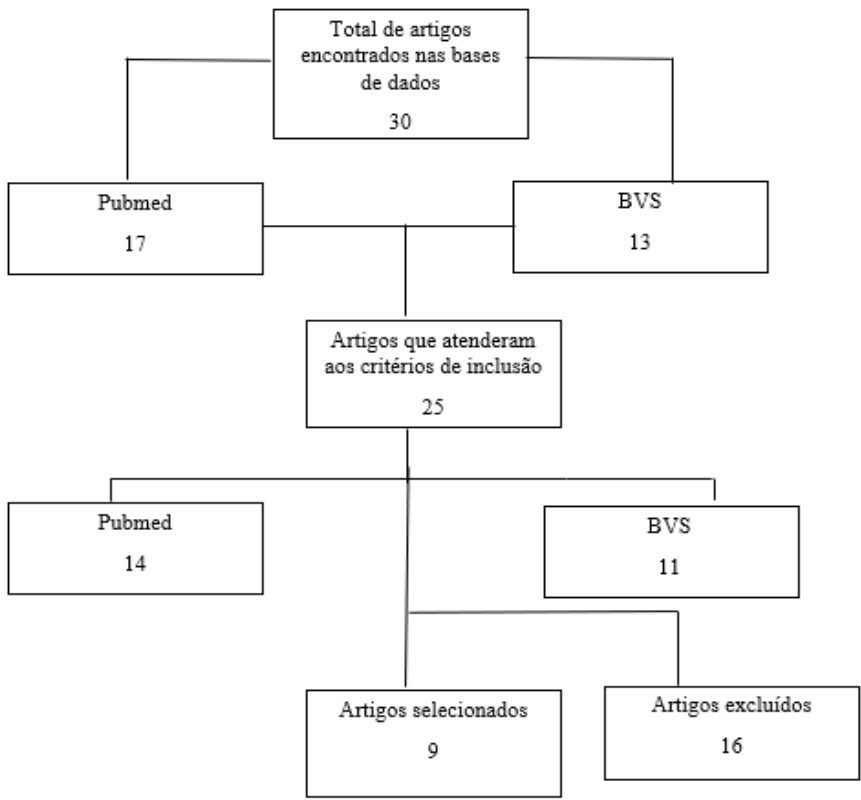 Total de artigos
encontrados nas bases
de dados
30
Pubmed
17
BVS
13
Artigos que atenderam
aos critérios de inclusão
25
Pubmed
14
BVS
11
Artigos selecionados
9
Artigos excluídos
16